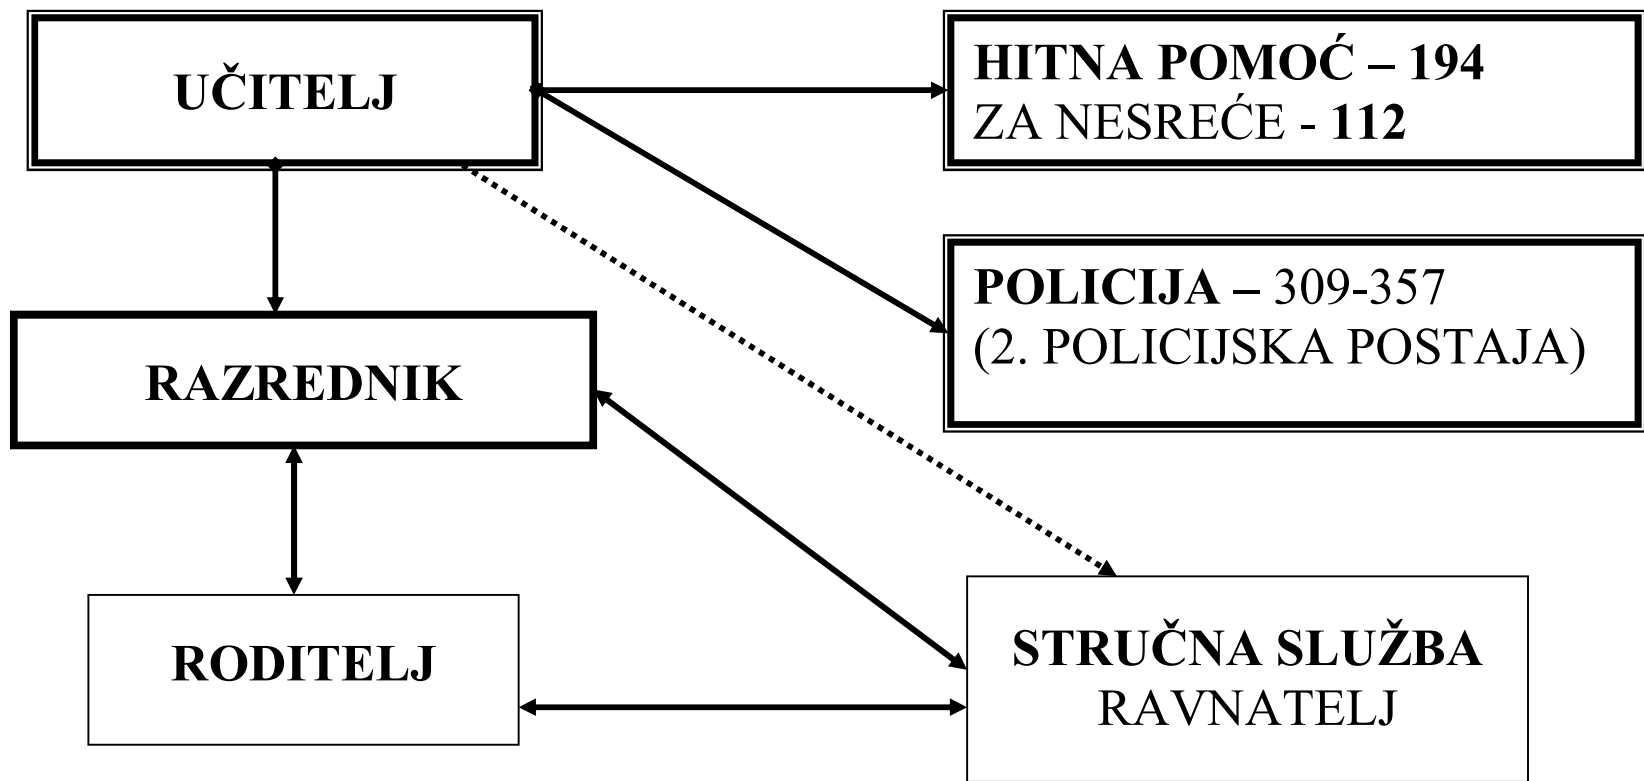 UČITELJ
HITNA POMOĆ – 194
ZA NESREĆE - 112
POLICIJA – 309-357
(2. POLICIJSKA POSTAJA)
RAZREDNIK
RODITELJ
STRUČNA SLUŽBA
RAVNATELJ